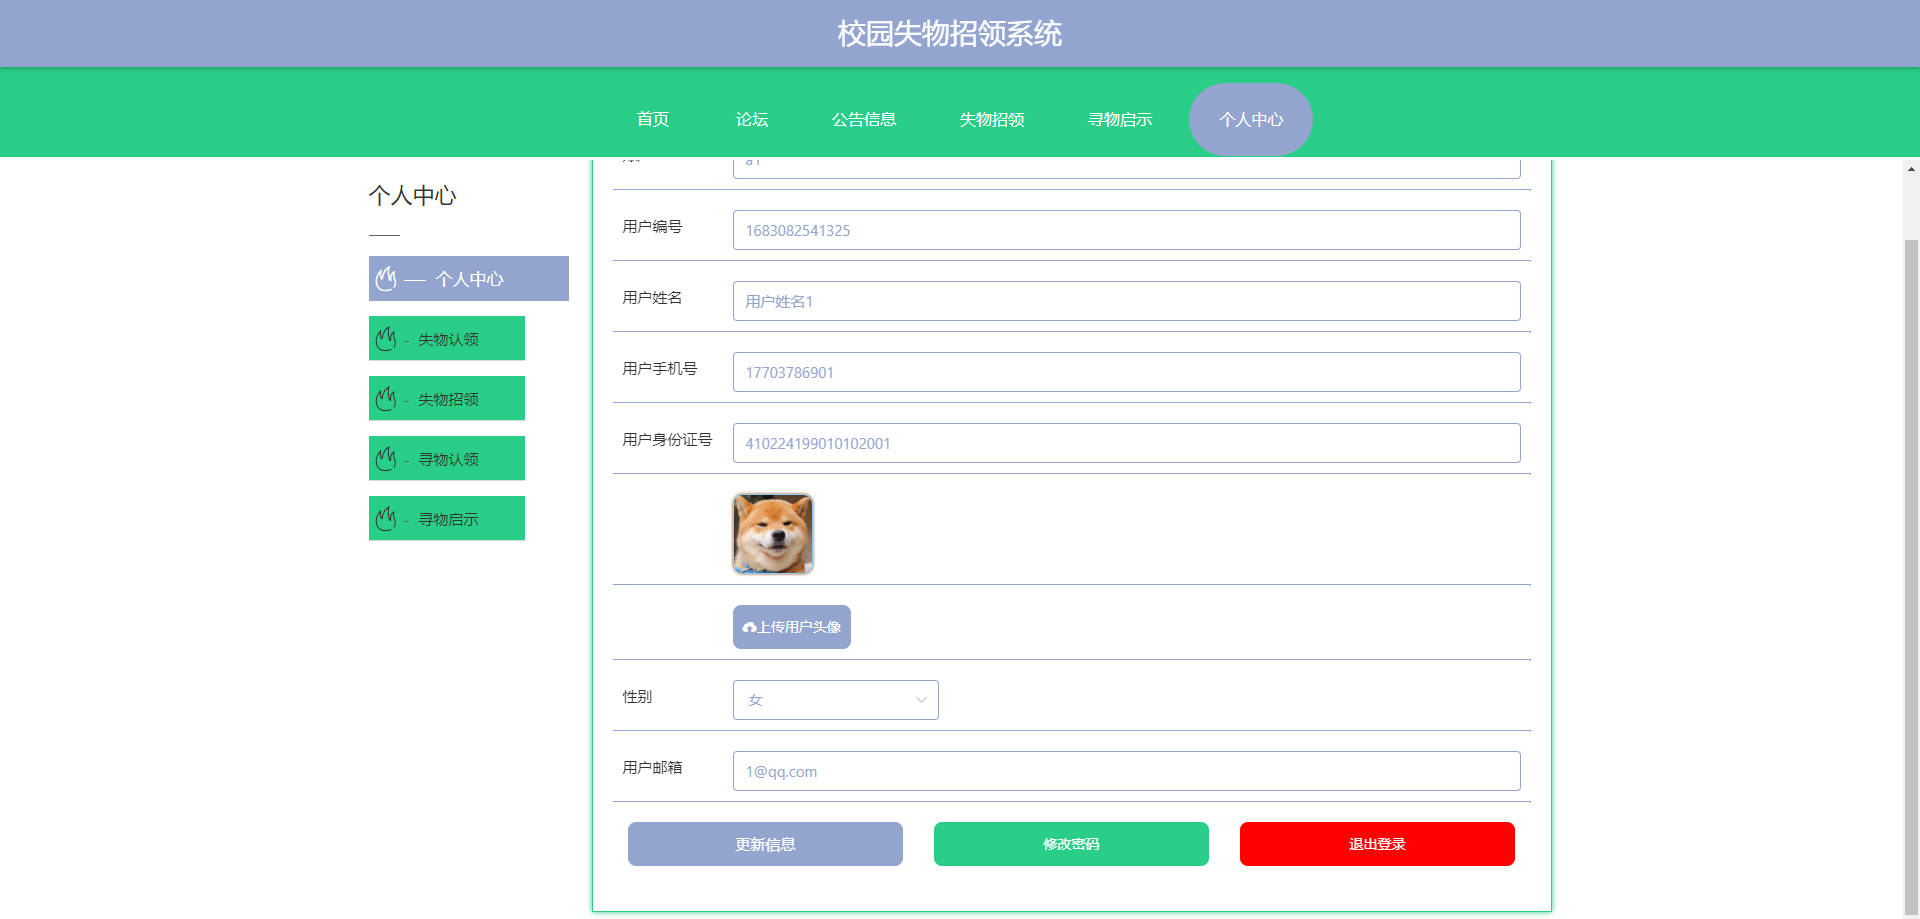 校园失物招领系统
首页
论坛
公告信息
失物招领
寻物启示
个人中心
个人中心
个人中心
- 失物认领
- 失物招领
- 寻物认领
- 寻物启示
a1
用户编号
1683082541325
用户姓名
用户姓名1
用户手机号
17703786901
用户身份证号
410224199010102001
上传用户头像
性别
女
用户邮箱
1@qq.com
更新信息
修改密码
退出登录